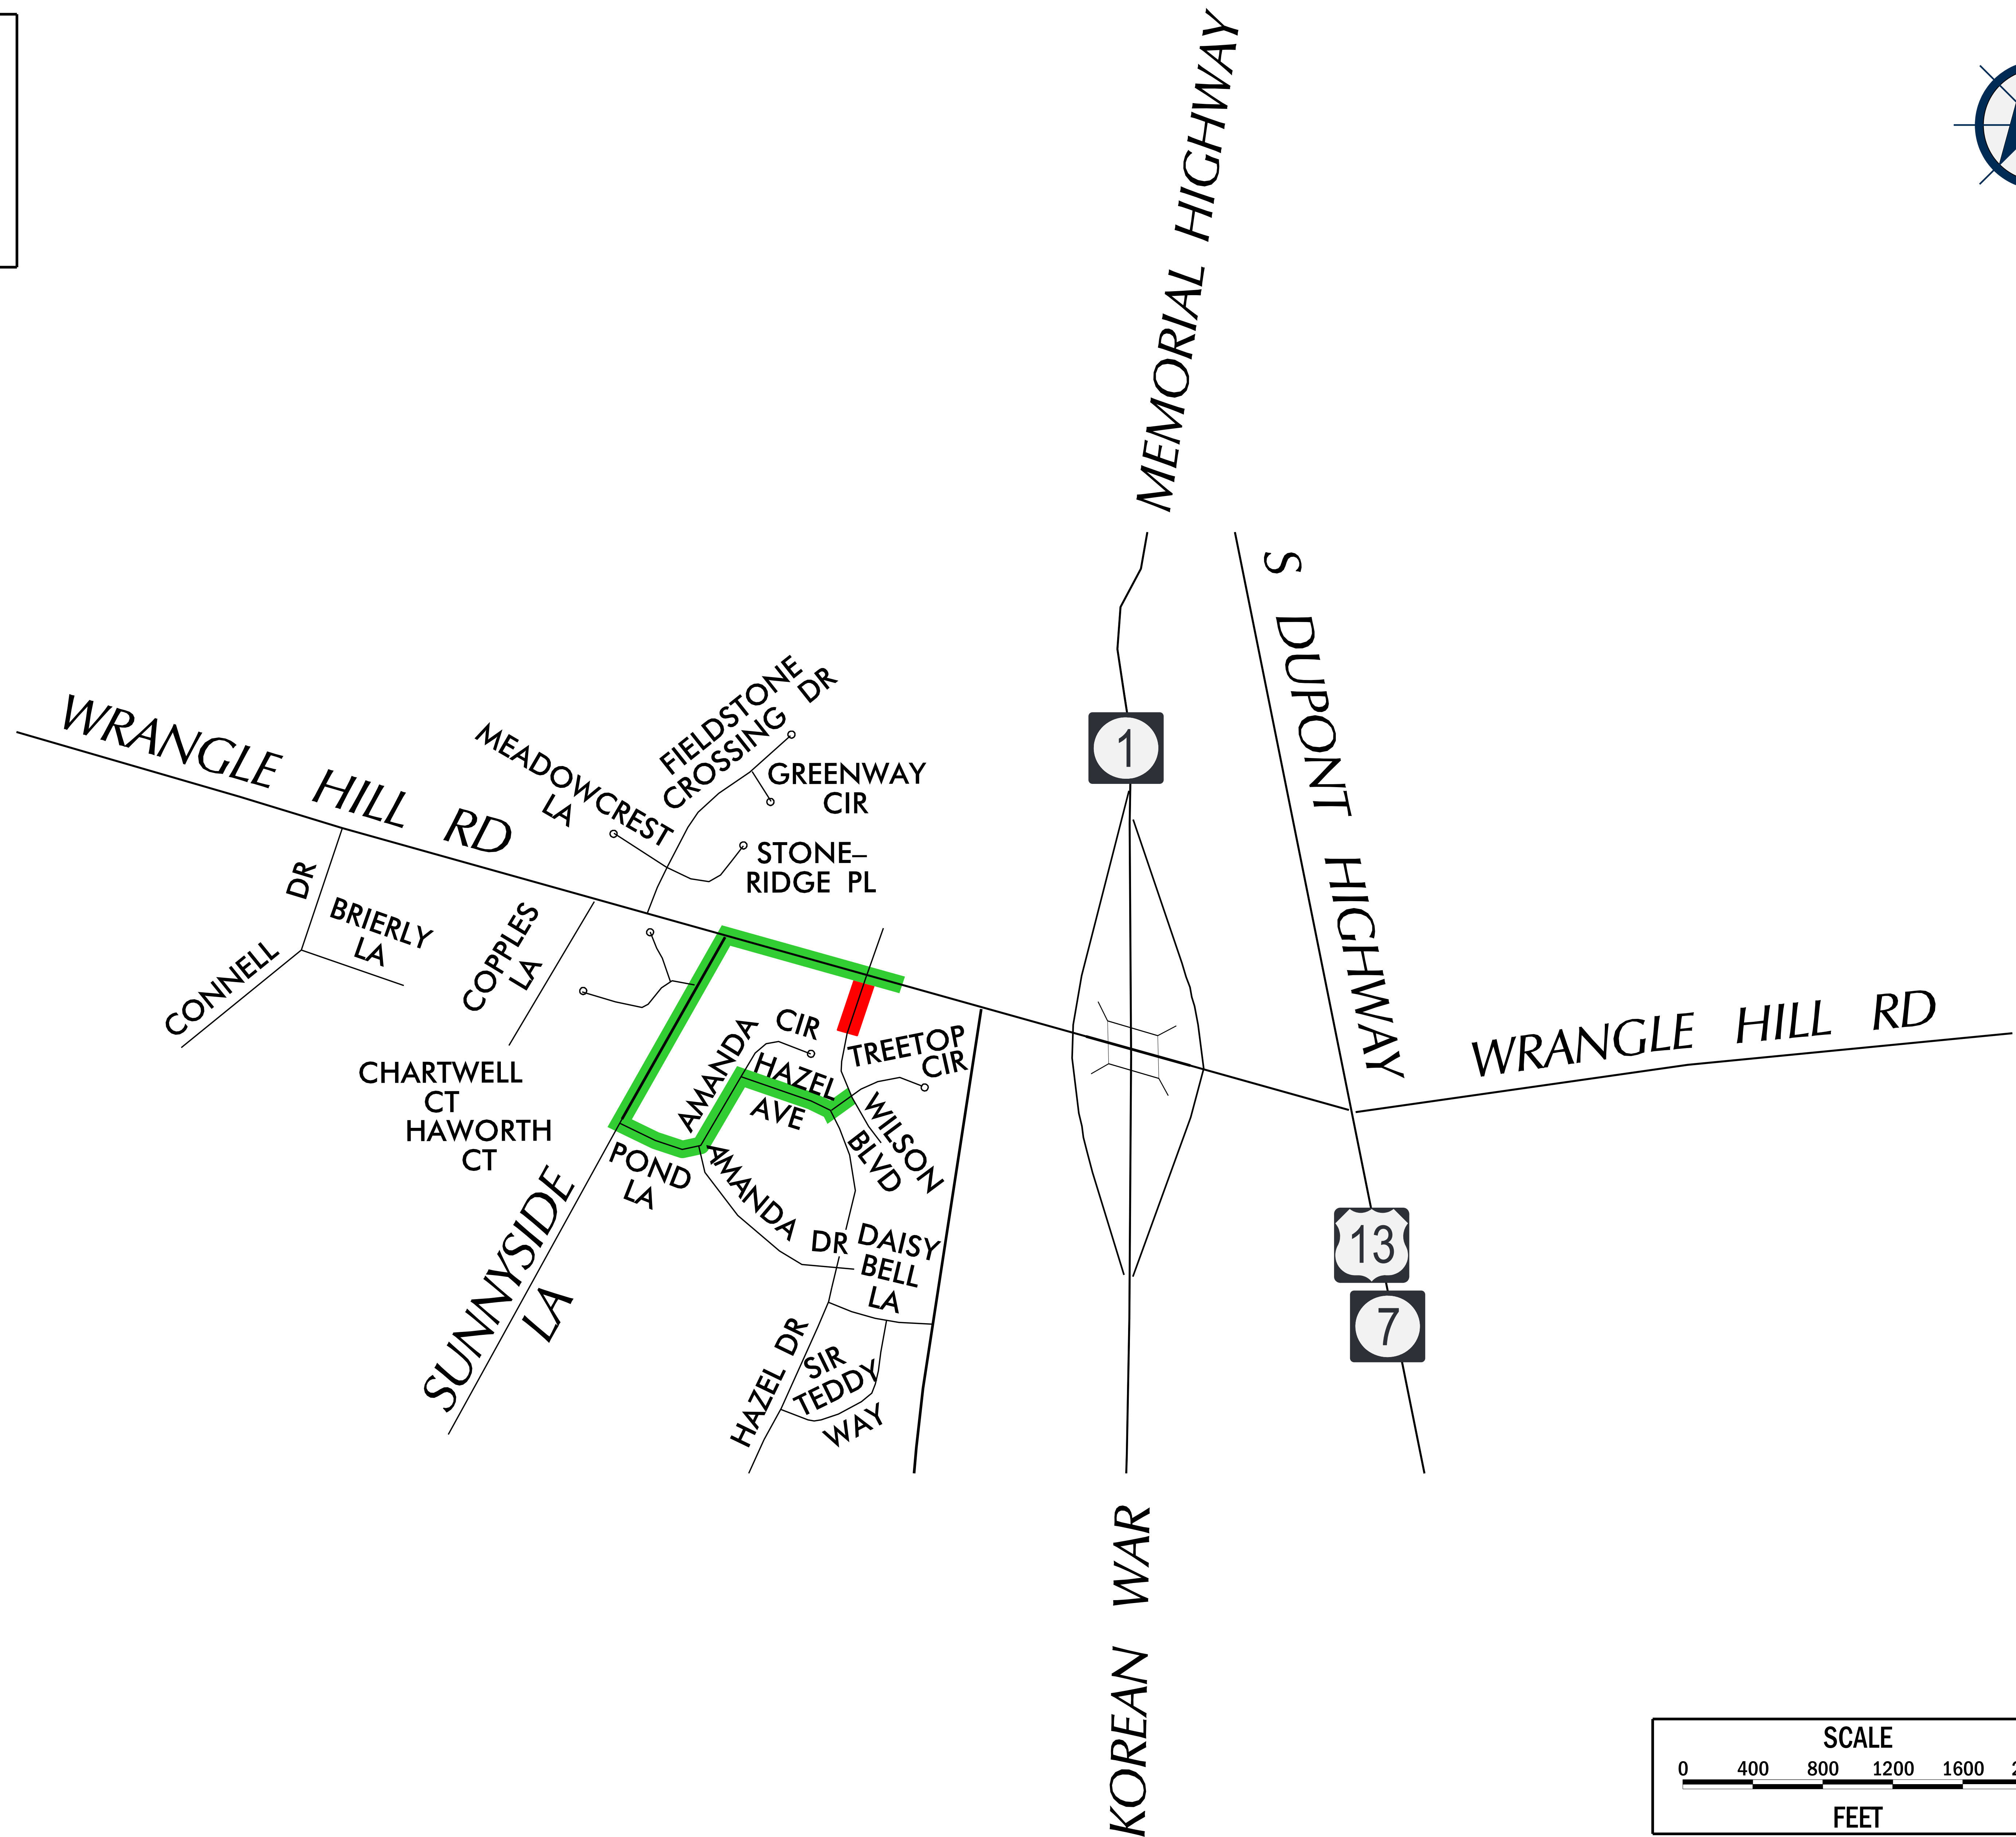 MEMORIAL HIGHWAY
S DUPONT HIGHWAY
WRANGLE HILL RD
FIELDSTONE
CROSSING DR
MEADOWCREST
LA
GREENWAY
CIR
STONE–
RIDGE PL
1
DR
CONNELL
BRIERLY
LA
COPPLES
LA
CHARTWELL
CT
HAWORTH
CT
AMANDA CIR
HAZEL
AVE
TREETOP
CIR
WILSON
BLVD
POND
LA
AMANDA DR
DAISY
BELL
LA
SUNNYSIDE
LA
HAZEL DR
SIR
TEDDY
WAY
WRANGLE HILL RD
13
7
KOREAN WAR
SCALE
0 400 800 1200 1600
FEET